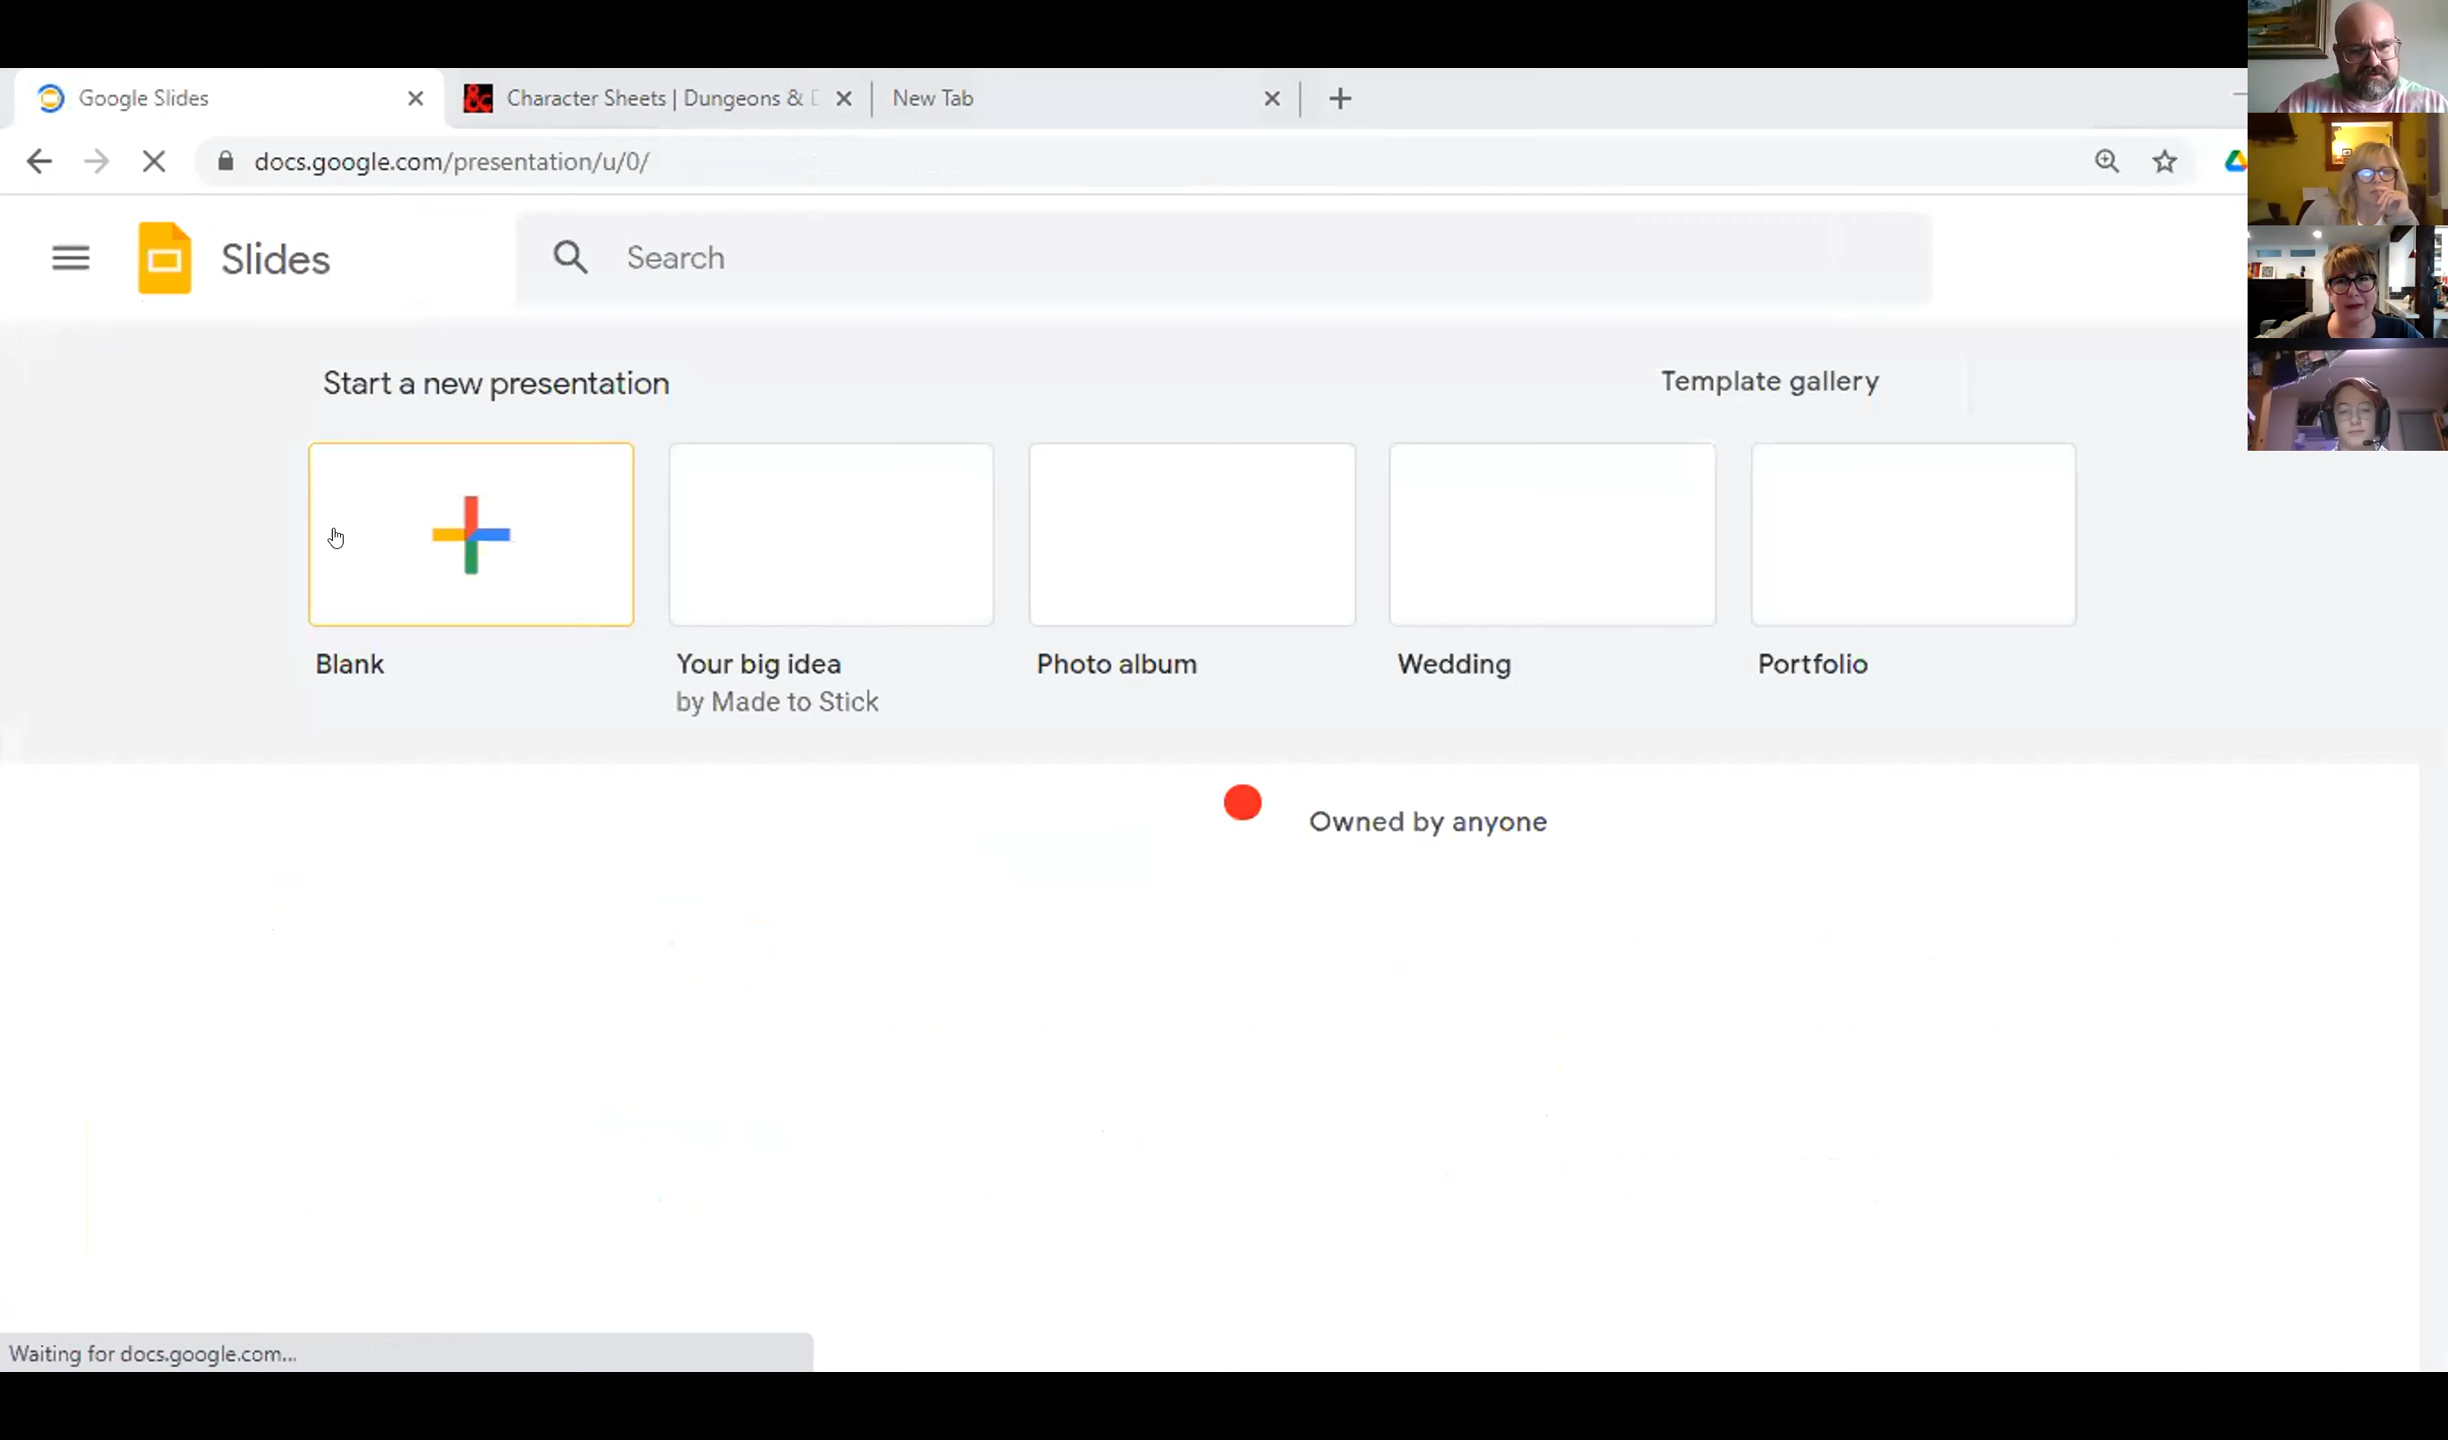 Google Slides
Character Sheets | Dungeons & D
New Tab
docs.google.com/presentation/u/0/
Slides
Search
Start a new presentation
Template gallery
Blank
Your big idea
by Made to Stick
Photo album
Wedding
Portfolio
Owned by anyone
Waiting for docs.google.com...